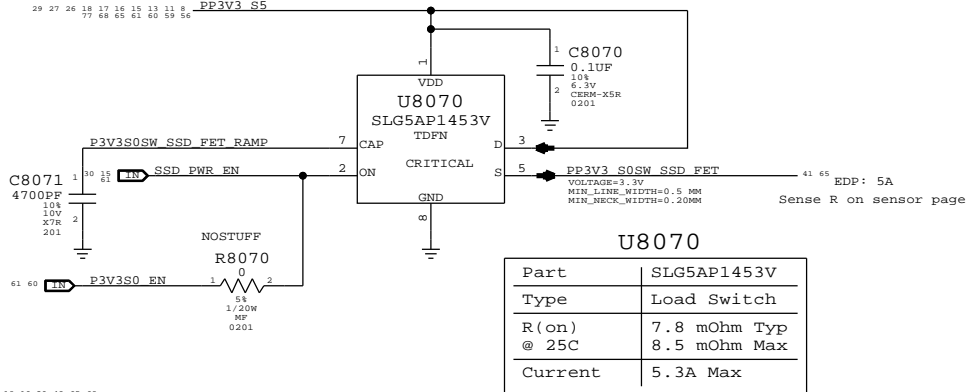 29 27 26 18 17 16 15 13 11 8 PP3V3 S5
77 68 65 61 60 59 56
1 C8070
0.1UF
10%
6.3V
2 CERM-X5R
0201
1
VDD
U8070
SLG5AP1453V
TDFN
P3V3S0SW_SSD_FET_RAMP 7 CAP D 3
CRITICAL
30 15 IN SSD_PWR_EN 2 ON S 5 PP3V3_S0SW_SSD_FET 41 65
61
VOLTAGE=3.3V
MIN_LINE_WIDTH=0.5 MM
MIN_NECK_WIDTH=0.20MM
EDP: 5A
Sense R on sensor page
GND
8
C8071 1
4700PF
10%
10V
X7R 2
201
NOSTUFF
R8070
0
61 60 IN P3V3S0_EN 1 2
5%
1/20W
MF
0201
U8070
Part SLG5AP1453V
Type Load Switch
R(on) 7.8 mOhm Typ
@ 25C 8.5 mOhm Max
Current 5.3A Max